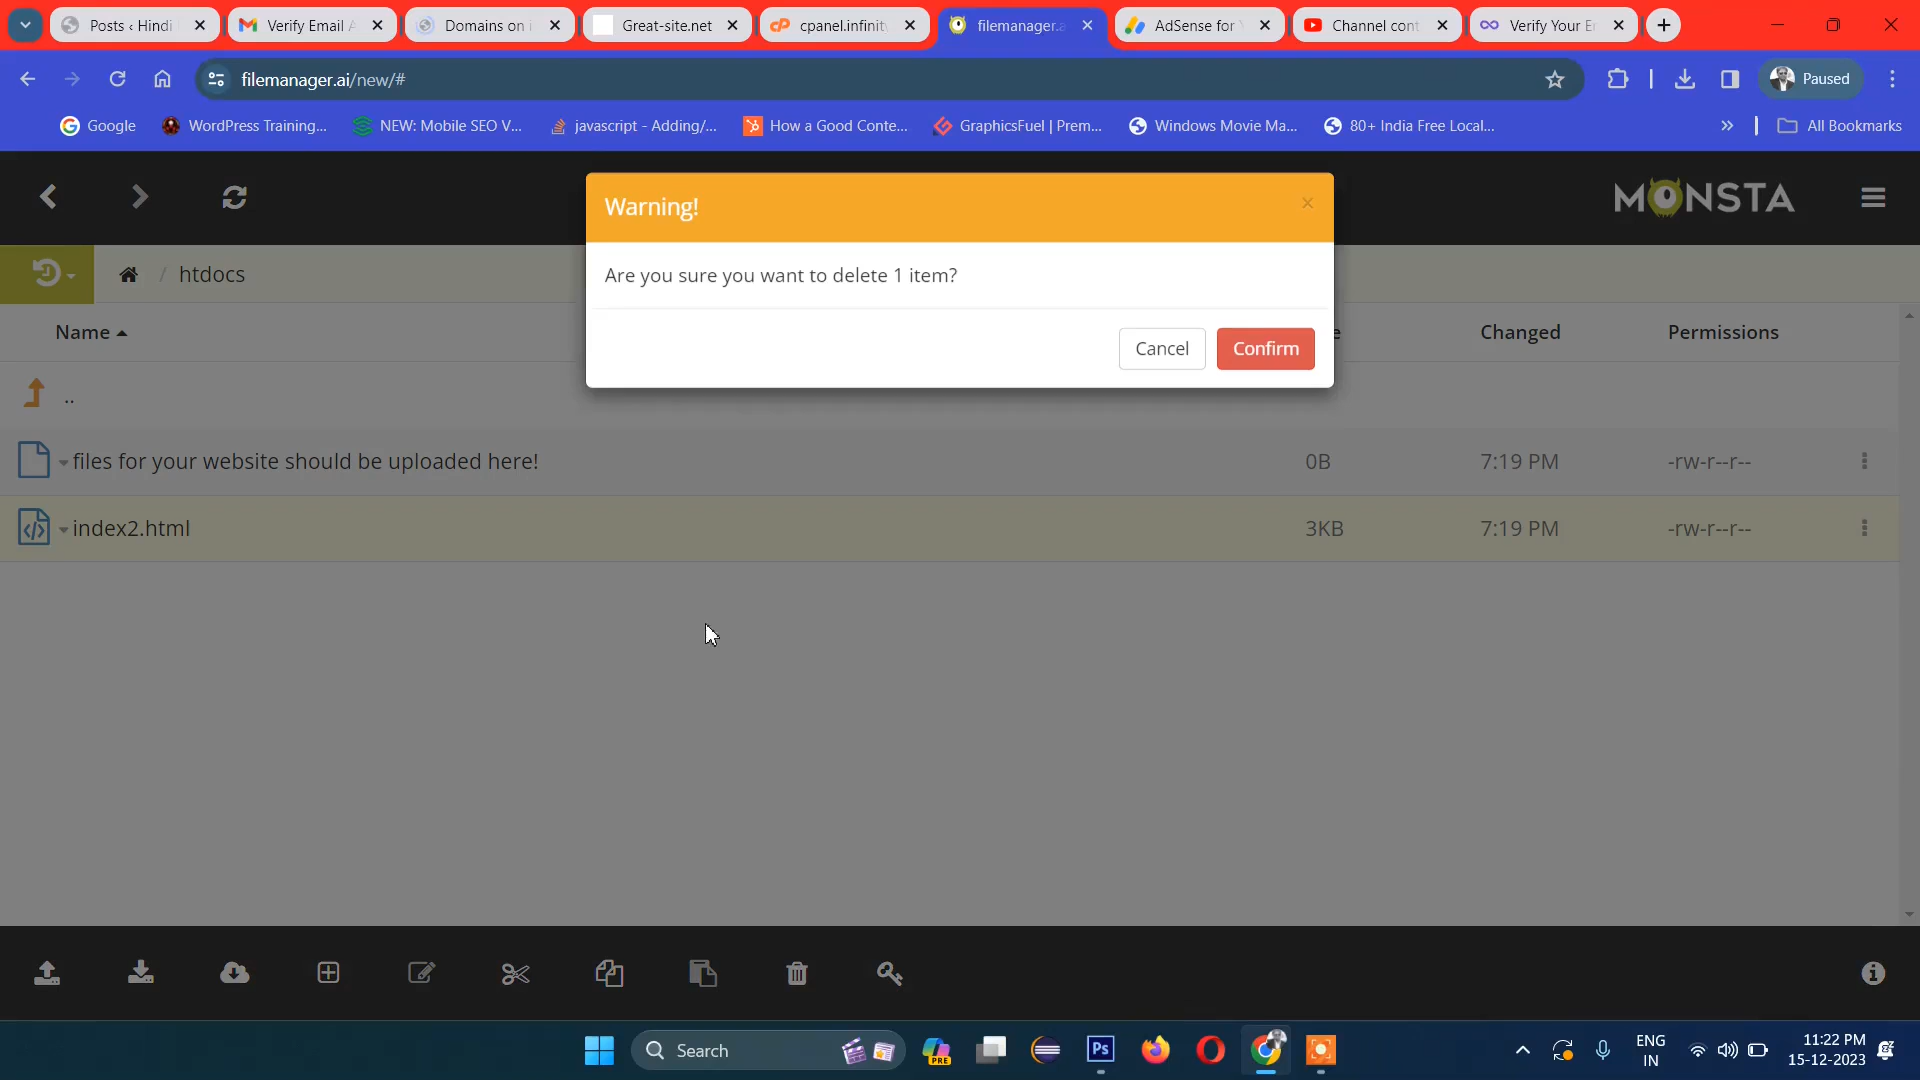 Posts ‹ Hindi
Verify Email A
Domains on i
Great-site.net
cpanel.infinit
filemanager.a
AdSense for Y
Channel cont
Verify Your E
filemanager.ai/new/#
Paused
Google
WordPress Training...
NEW: Mobile SEO V...
javascript - Adding/...
How a Good Conte...
GraphicsFuel | Prem...
Windows Movie Ma...
80+ India Free Local...
» All Bookmarks
MONSTA
Warning! ×
Are you sure you want to delete 1 item?
Cancel Confirm
/ htdocs
Name e Changed Permissions
..
files for your website should be uploaded here! 0B 7:19 PM -rw-r--r--
index2.html 3KB 7:19 PM -rw-r--r--
Search
PRE
Ps
ENG
IN
11:22 PM
15-12-2023